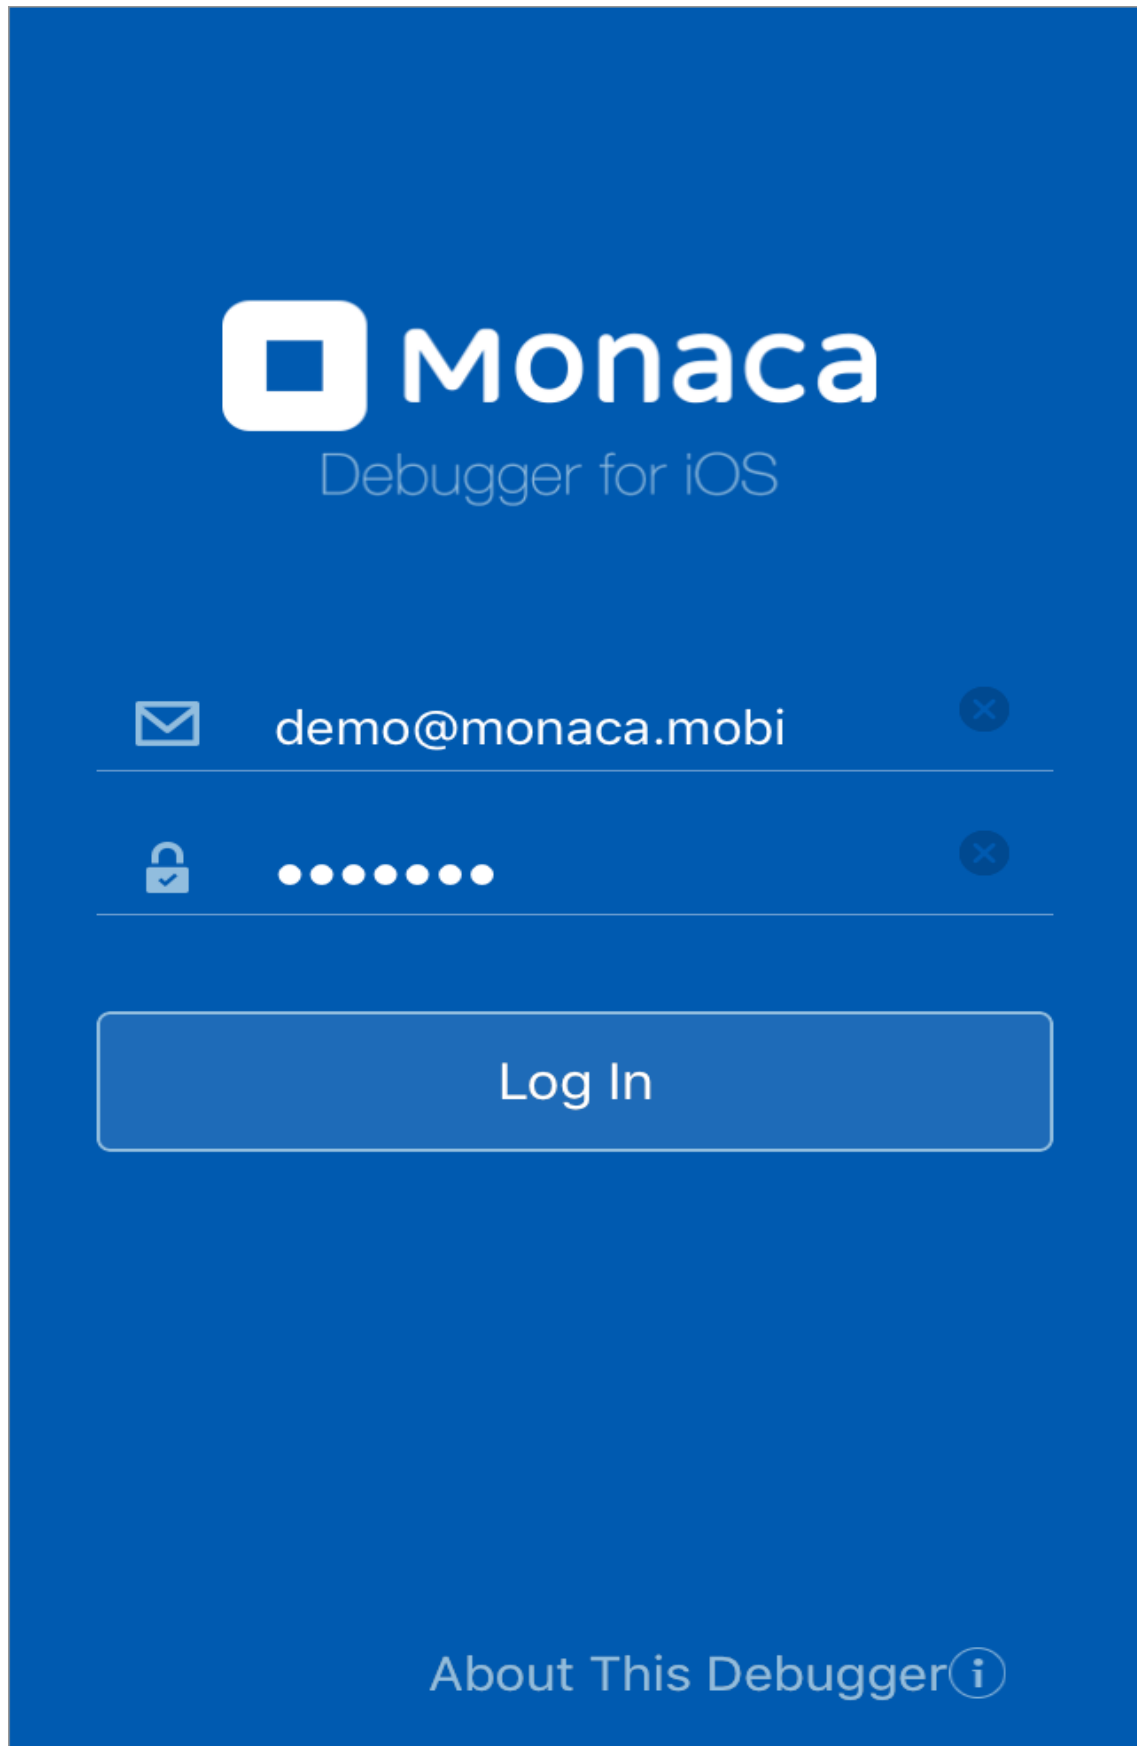 Monaca
Debugger for iOS
demo@monaca.mobi
•••••••
Log In
About This Debugger